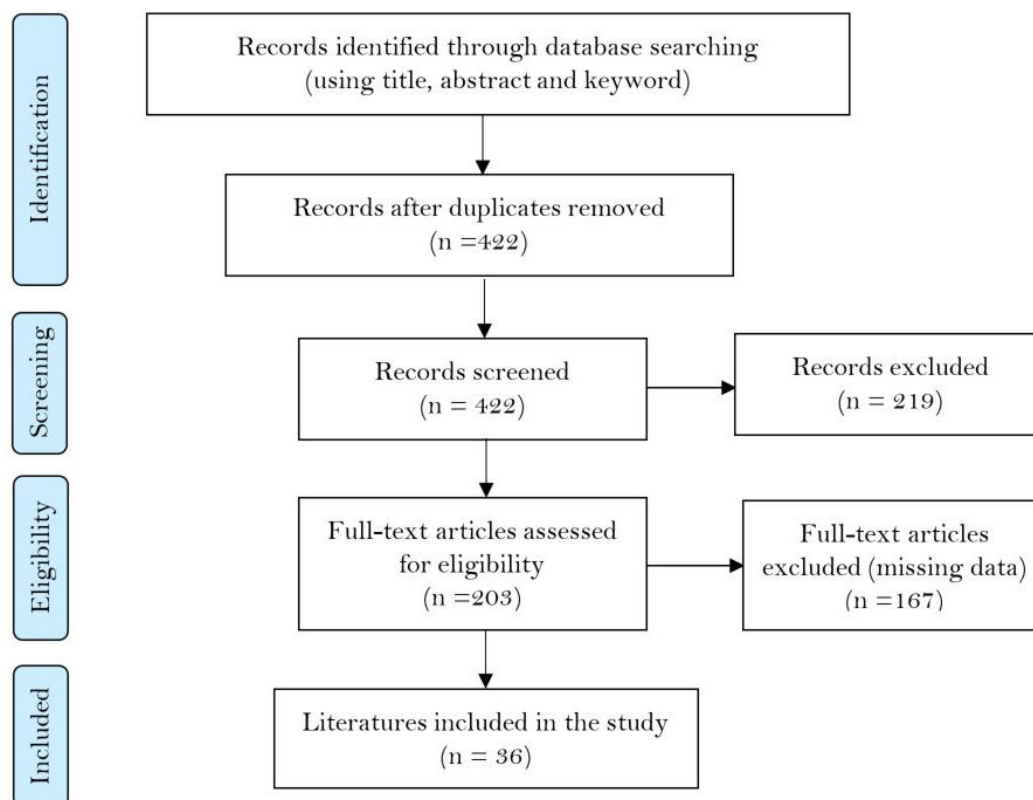 Identification
Records identified through database searching
(using title, abstract and keyword)
Records after duplicates removed
(n =422)
Screening
Records screened
(n = 422)
Records excluded
(n = 219)
Eligibility
Full-text articles assessed
for eligibility
(n =203)
Full-text articles
excluded (missing data)
(n =167)
Included
Literatures included in the study
(n = 36)